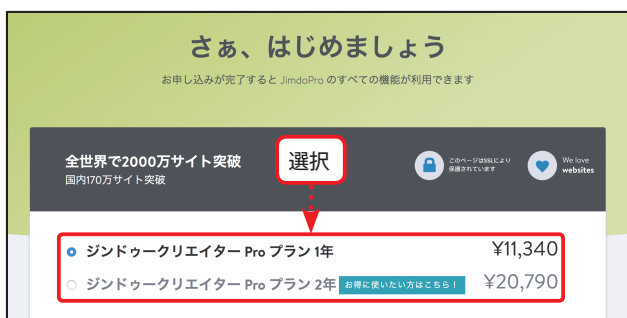 さぁ、はじめましょう
お申し込みが完了すると JimdoPro のすべての機能が利用できます
全世界で2000万サイト突破
国内170万サイト突破
選択
このページはSSLにより
保護されています
We love
websites
ジンドゥークリエイター Pro プラン 1年 ¥11,340
ジンドゥークリエイター Pro プラン 2年 お得に使いたい方はこちら! ¥20,790